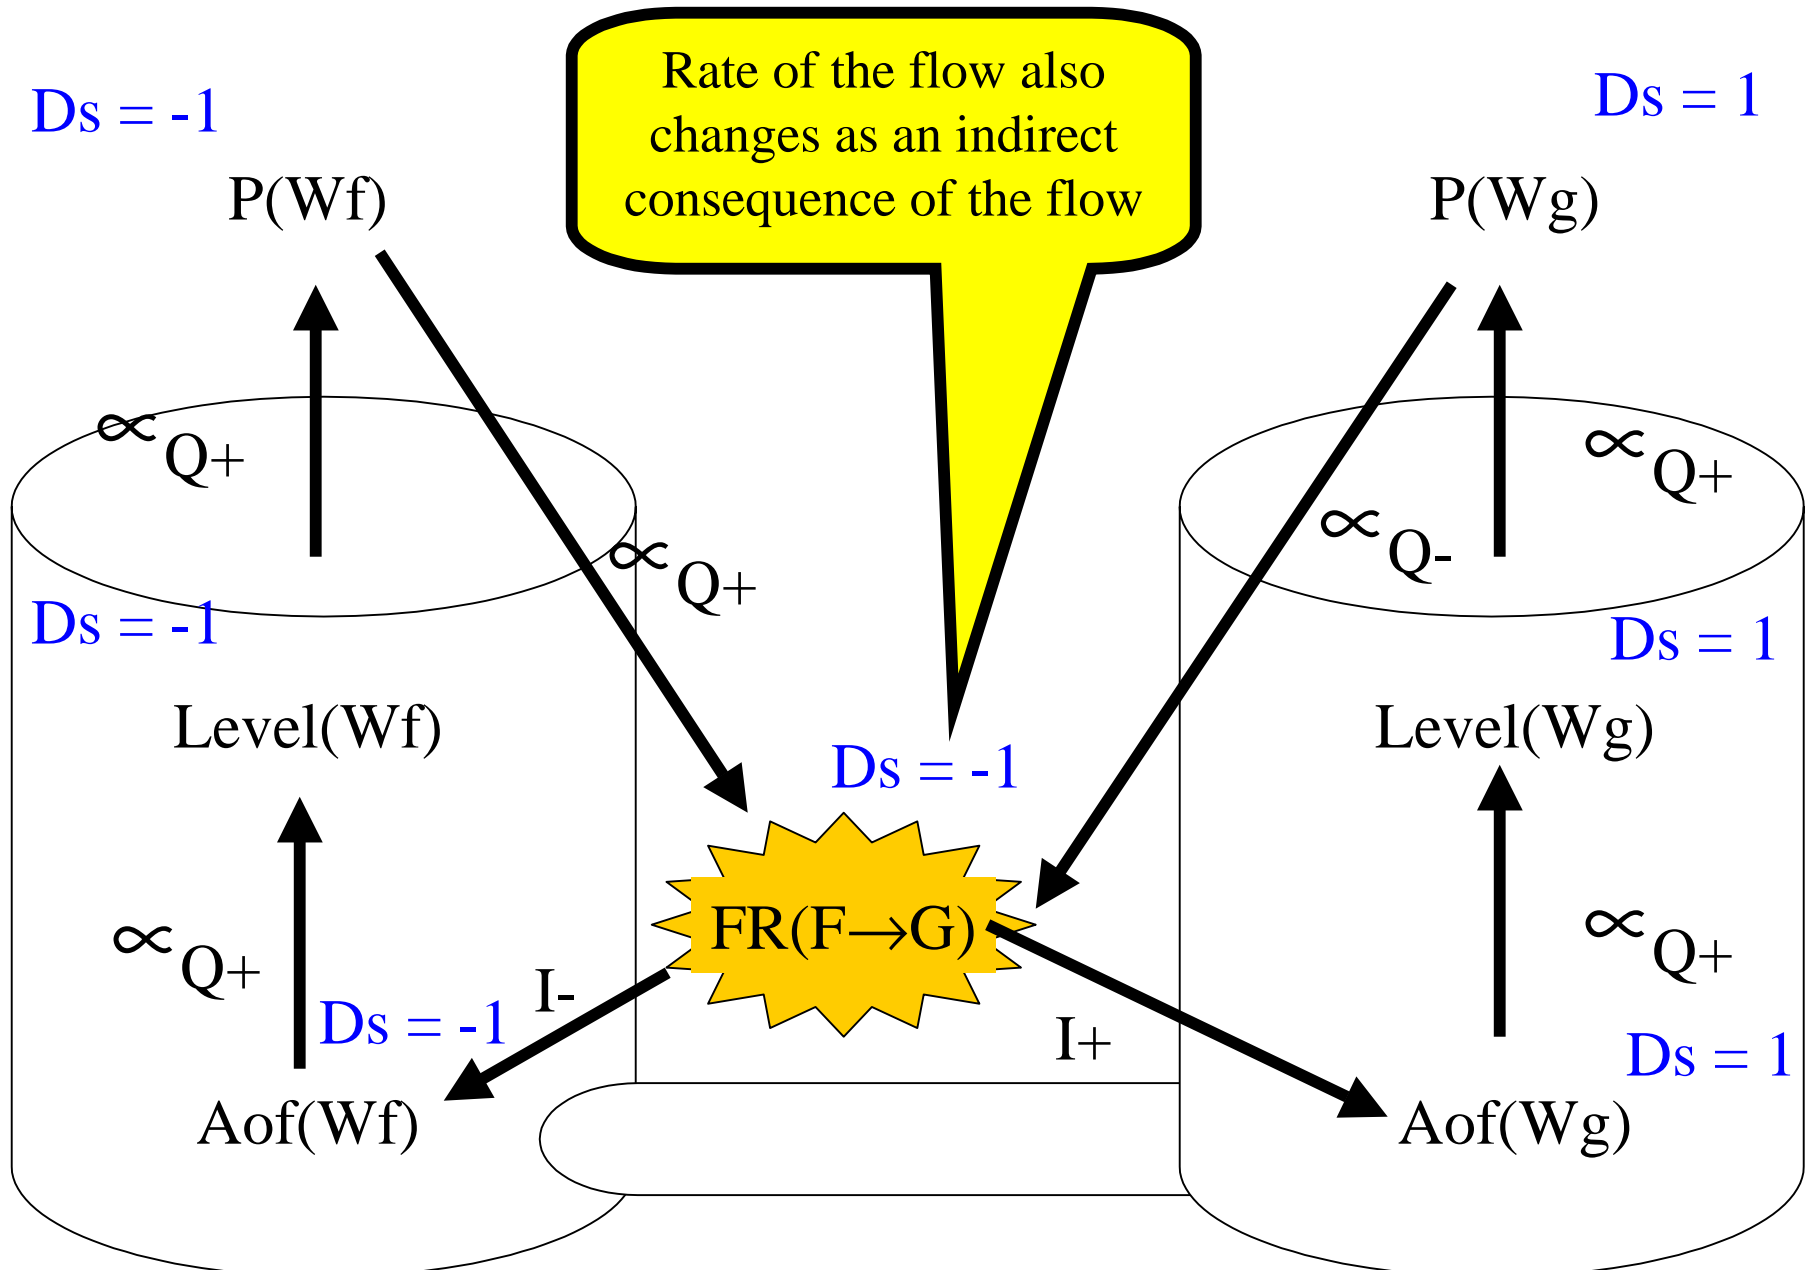 Rate of the flow also
changes as an indirect
consequence of the flow
Ds = -1
Ds = 1
P(Wf)
P(Wg)
∝Q+
∝Q+
∝Q+
∝Q-
Ds = -1
Ds = 1
Level(Wf)
Level(Wg)
Ds = -1
FR(F→G)
∝Q+
∝Q+
I-
I+
Ds = -1
Ds = 1
Aof(Wf)
Aof(Wg)